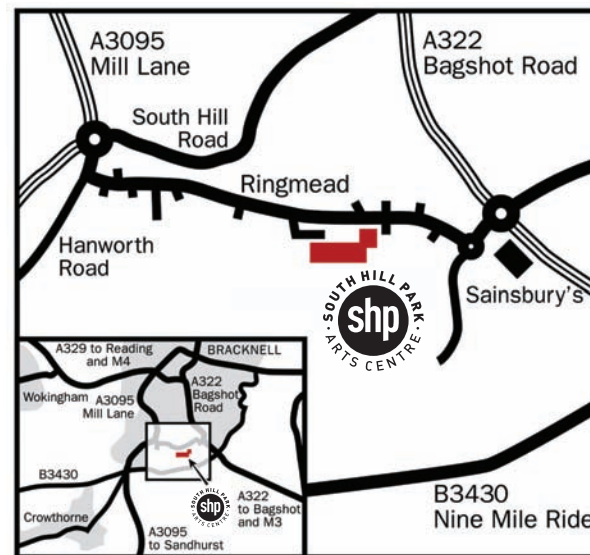 A3095
Mill Lane
A322
Bagshot Road
South Hill
Road
Ringmead
Hanworth
Road
Sainsbury's
SOUTH HILL PARK
shp
ARTS CENTRE
A329 to Reading
and M4
BRACKNELL
Wokingham
A3095
Mill Lane
A322
Bagshot
Road
B3430
Crowthorne
SOUTH HILL PARK
shp
ARTS CENTRE
A322
to Bagshot
and M3
A3095
to Sandhurst
B3430
Nine Mile Ride